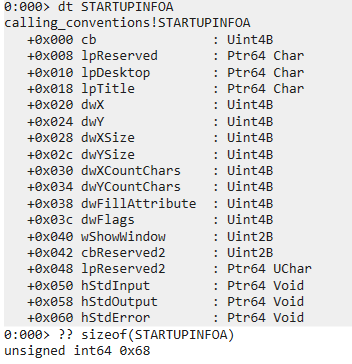 0:000> dt STARTUPINFOA
calling_conventions!STARTUPINFOA
   +0x000 cb               : Uint4B
   +0x008 lpReserved       : Ptr64 Char
   +0x010 lpDesktop        : Ptr64 Char
   +0x018 lpTitle          : Ptr64 Char
   +0x020 dwX              : Uint4B
   +0x024 dwY              : Uint4B
   +0x028 dwXSize          : Uint4B
   +0x02c dwYSize          : Uint4B
   +0x030 dwXCountChars    : Uint4B
   +0x034 dwYCountChars    : Uint4B
   +0x038 dwFillAttribute  : Uint4B
   +0x03c dwFlags          : Uint4B
   +0x040 wShowWindow      : Uint2B
   +0x042 cbReserved2      : Uint2B
   +0x048 lpReserved2      : Ptr64 UChar
   +0x050 hStdInput        : Ptr64 Void
   +0x058 hStdOutput       : Ptr64 Void
   +0x060 hStdError        : Ptr64 Void
0:000> ?? sizeof(STARTUPINFOA)
unsigned int64 0x68